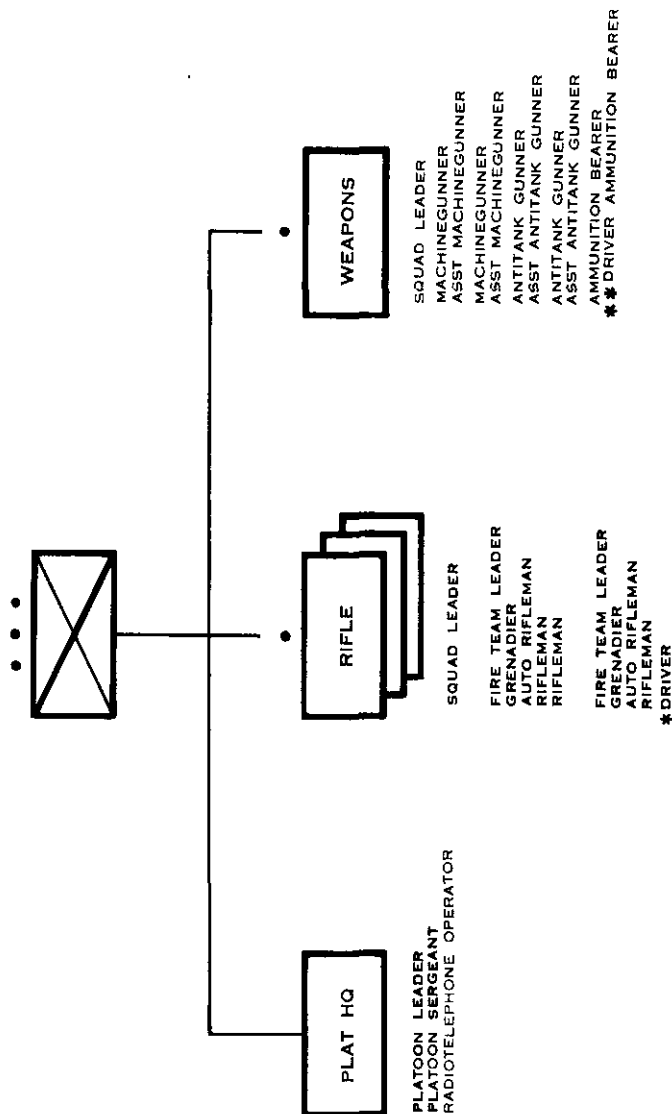 PLAT HQ
PLATOON LEADER
PLATOON SERGEANT
RADIOTELEPHONE OPERATOR
RIFLE
SQUAD LEADER
FIRE TEAM LEADER
GRENADIER
AUTO RIFLEMAN
RIFLEMAN
RIFLEMAN
FIRE TEAM LEADER
GRENADIER
AUTO RIFLEMAN
RIFLEMAN
*DRIVER
WEAPONS
SQUAD LEADER
MACHINEGUNNER
ASST MACHINEGUNNER
MACHINEGUNNER
ASST MACHINEGUNNER
ANTITANK GUNNER
ASST ANTITANK GUNNER
ANTITANK GUNNER
ASST ANTITANK GUNNER
AMMUNITION BEARER
**DRIVER AMMUNITION BEARER